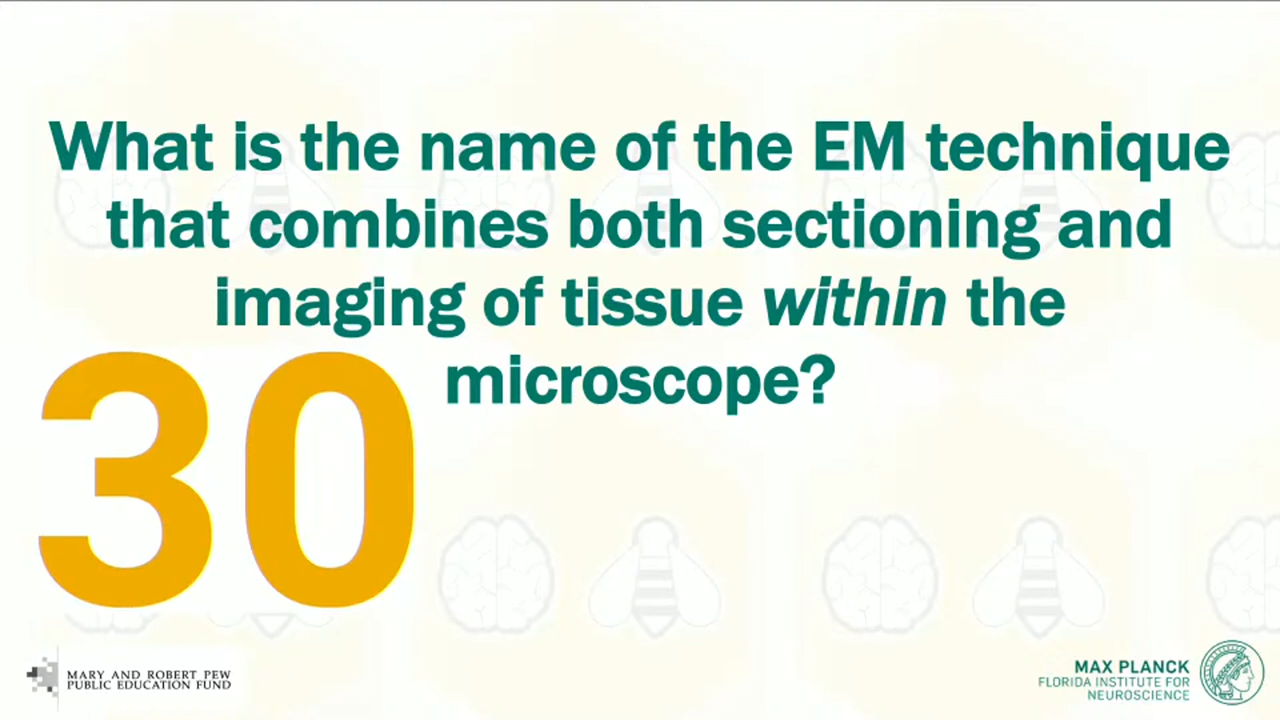 What is the name of the EM technique
that combines both sectioning and
imaging of tissue within the
microscope?
30
MARY AND ROBERT PEW
PUBLIC EDUCATION FUND
MAX PLANCK
FLORIDA INSTITUTE FOR
NEUROSCIENCE